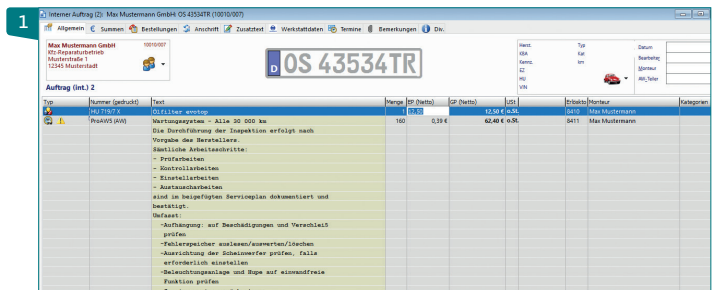 1
Interner Auftrag (2): Max Mustermann GmbH: OS 43534TR (10010/007)
Allgemein € Summen Bestellungen Anschrift Zusatztext Werkstattdaten Termine Bemerkungen Div.
Max Mustermann GmbH 10010/007
Kfz-Reparaturbetrieb
Musterstraße 1
12345 Musterstadt
Auftrag (int.) 2
D OS 43534TR
Herst. Typ
KBA Kat
Kennz. km
EZ
HU
VIN
Datum
Bearbeiter
Monteur
AW-Teiler
Typ Nummer (gedruckt) Text Menge EP (Netto) GP (Netto) USt Erlöskto Monteur Kategorien
HU 719/7 X Ölfilter evotop 1 12,50 12,50 € o.St. 8410 Max Mustermann
ProAW5 (AW) Wartungssystem - Alle 30 000 km 160 0,39 € 62,40 € o.St. 8411 Max Mustermann
Die Durchführung der Inspektion erfolgt nach
Vorgabe des Herstellers.
Sämtliche Arbeitsschritte:
- Prüfarbeiten
- Kontrollarbeiten
- Einstellarbeiten
- Austauscharbeiten
sind im beigefügten Serviceplan dokumentiert und
bestätigt.
Umfasst:
-Aufhängung: auf Beschädigungen und Verschleiß
prüfen
-Fehlerspeicher auslesen/auswerten/löschen
-Ausrichtung der Scheinwerfer prüfen, falls
erforderlich einstellen
-Beleuchtungsanlage und Hupe auf einwandfreie
Funktion prüfen